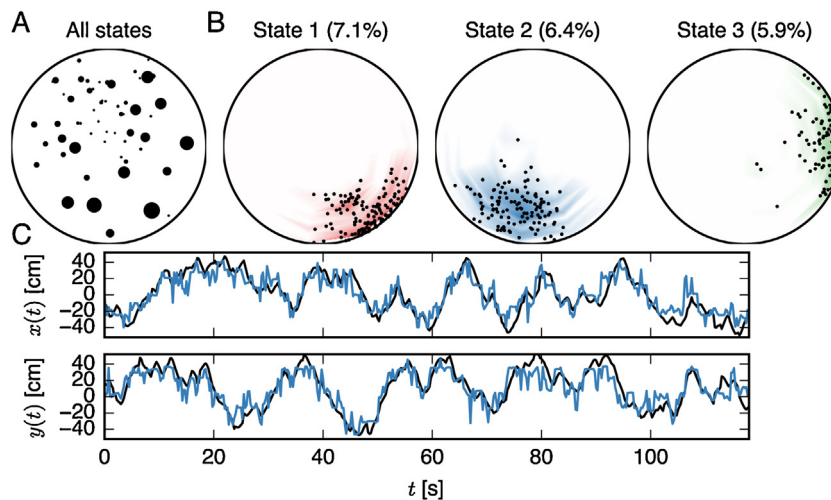 A All states B State 1 (7.1%) State 2 (6.4%) State 3 (5.9%)
C
x(t) [cm]
40
20
0
−20
−40
y(t) [cm]
40
20
0
−20
−40
0 20 40 60 80 100
t [s]